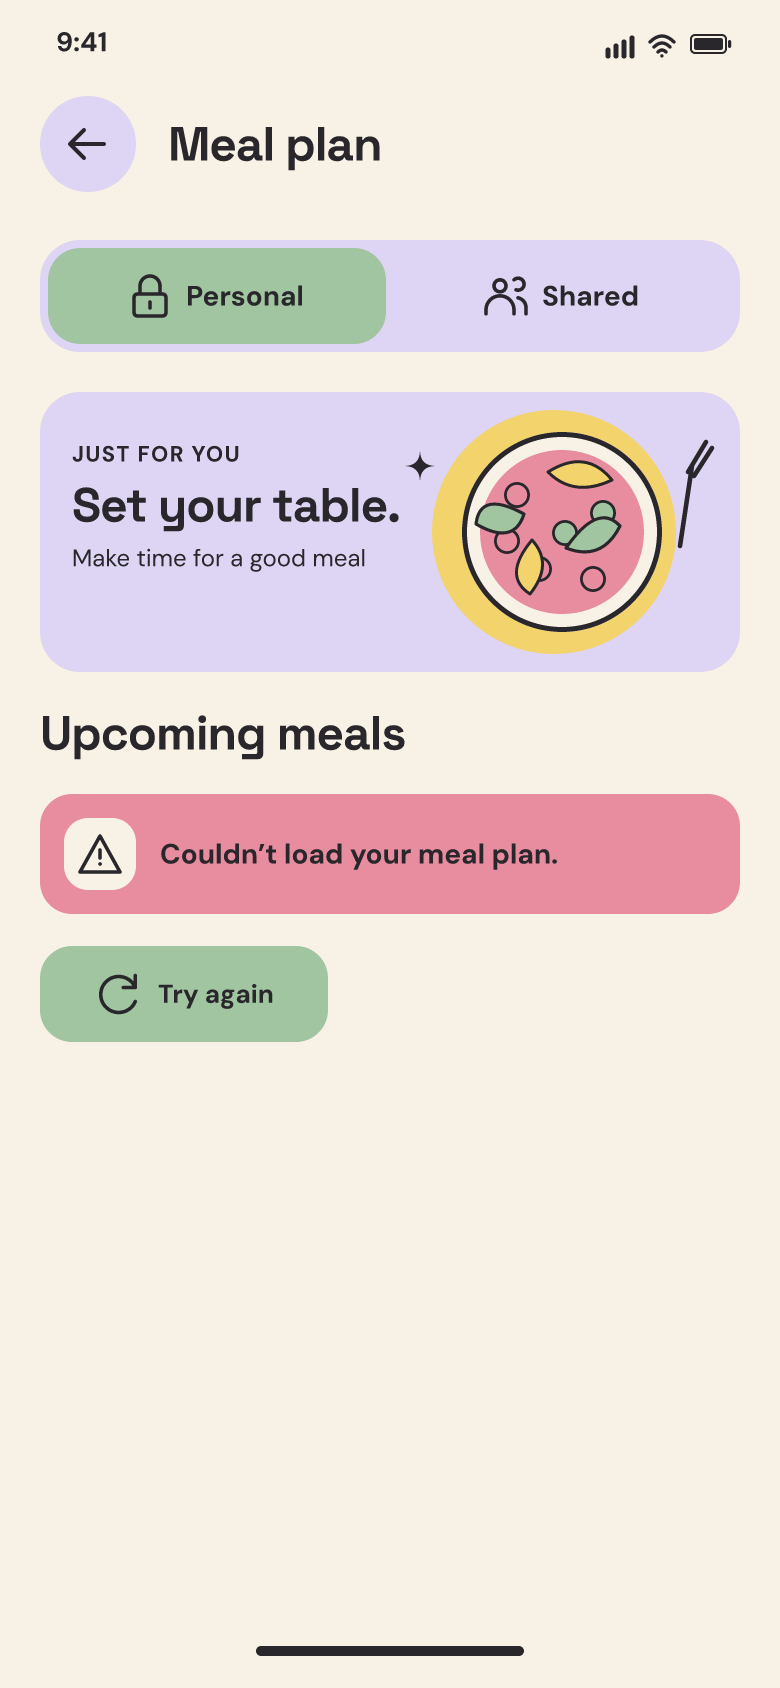 9:41
Meal plan
Personal
Shared
JUST FOR YOU
Set your table.
Make time for a good meal
Upcoming meals
Couldn’t load your meal plan.
Try again